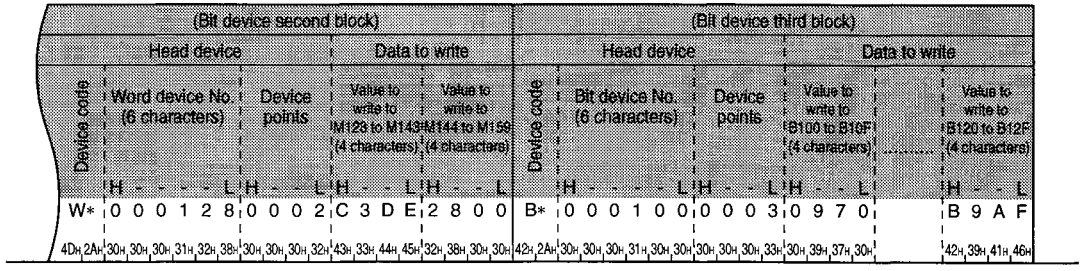 (Bit device second block) (Bit device third block)
Head device Data to write Head device Data to write
Device code Word device No. (6 characters) Device points Value to write to M128 to M143 (4 characters) Value to write to M144 to M159 (4 characters) Device code Bit device No. (6 characters) Device points Value to write to B100 to B10F (4 characters) ............ Value to write to B120 to B12F (4 characters)
H - - - - L H - - L H - - L H - - L H - - - - L H - - L H - - L H - - L
W* 0 0 0 1 2 8 0 0 0 2 C 3 D E 2 8 0 0 B* 0 0 0 1 0 0 0 0 0 3 0 9 7 0 B 9 A F
4DH 2AH 30H 30H 30H 31H 32H 38H 30H 30H 30H 32H 43H 33H 44H 45H 32H 38H 30H 30H 42H 2AH 30H 30H 30H 31H 30H 30H 30H 30H 30H 33H 30H 39H 37H 30H 42H 39H 41H 46H